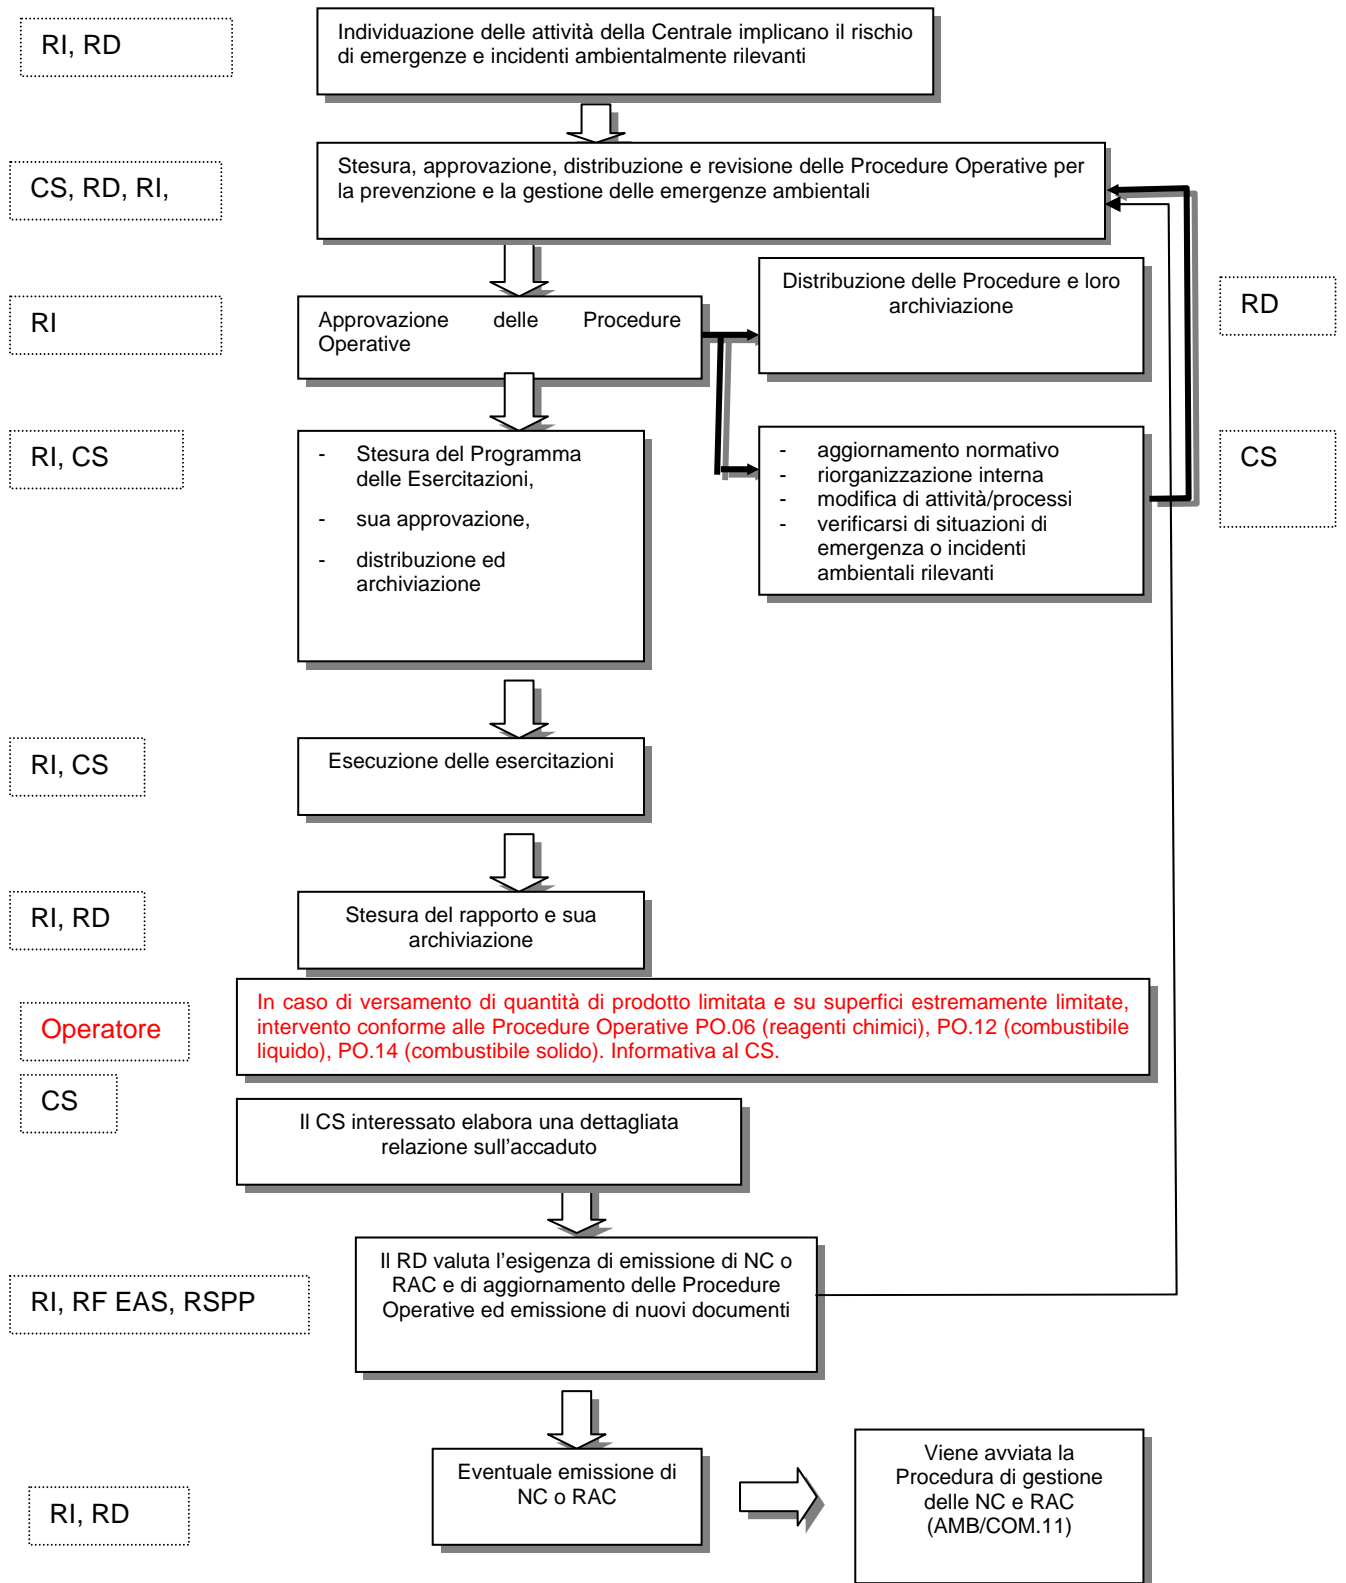 RI, RD
Individuazione delle attività della Centrale implicano il rischio
di emergenze e incidenti ambientalmente rilevanti
CS, RD, RI,
Stesura, approvazione, distribuzione e revisione delle Procedure Operative per
la prevenzione e la gestione delle emergenze ambientali
RI
Approvazione delle Procedure
Operative
Distribuzione delle Procedure e loro
archiviazione
RD
RI, CS
- Stesura del Programma
delle Esercitazioni,
- sua approvazione,
- distribuzione ed
archiviazione
- aggiornamento normativo
- riorganizzazione interna
- modifica di attività/processi
- verificarsi di situazioni di
emergenza o incidenti
ambientali rilevanti
CS
RI, CS
Esecuzione delle esercitazioni
RI, RD
Stesura del rapporto e sua
archiviazione
Operatore
In caso di versamento di quantità di prodotto limitata e su superfici estremamente limitate,
intervento conforme alle Procedure Operative PO.06 (reagenti chimici), PO.12 (combustibile
liquido), PO.14 (combustibile solido). Informativa al CS.
CS
Il CS interessato elabora una dettagliata
relazione sull'accaduto
RI, RF EAS, RSPP
Il RD valuta l'esigenza di emissione di NC o
RAC e di aggiornamento delle Procedure
Operative ed emissione di nuovi documenti
RI, RD
Eventuale emissione di
NC o RAC
Viene avviata la
Procedura di gestione
delle NC e RAC
(AMB/COM.11)